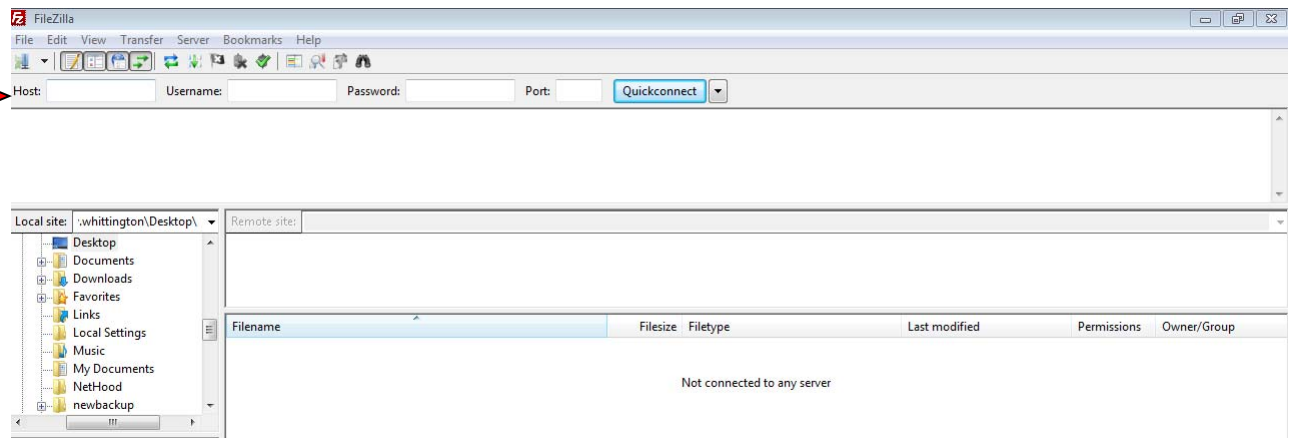 FileZilla
File Edit View Transfer Server Bookmarks Help
Host: Username: Password: Port: Quickconnect
Local site: .whittington\Desktop\ Remote site:
Desktop
Documents
Downloads
Favorites
Links
Local Settings
Music
My Documents
NetHood
newbackup
Filename Filesize Filetype Last modified Permissions Owner/Group
Not connected to any server